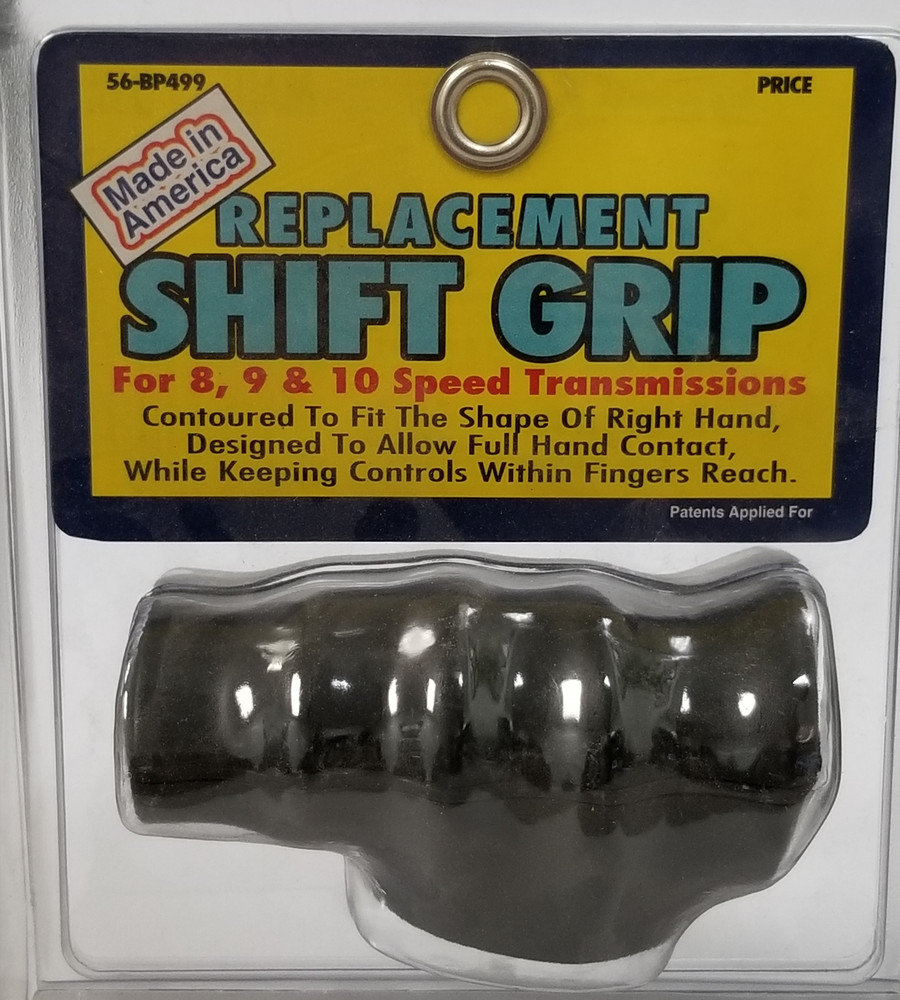 56-BP499
PRICE
Made in
America
REPLACEMENT
SHIFT GRIP
For 8, 9 & 10 Speed Transmissions
Contoured To Fit The Shape Of Right Hand,
Designed To Allow Full Hand Contact,
While Keeping Controls Within Fingers Reach.
Patents Applied For